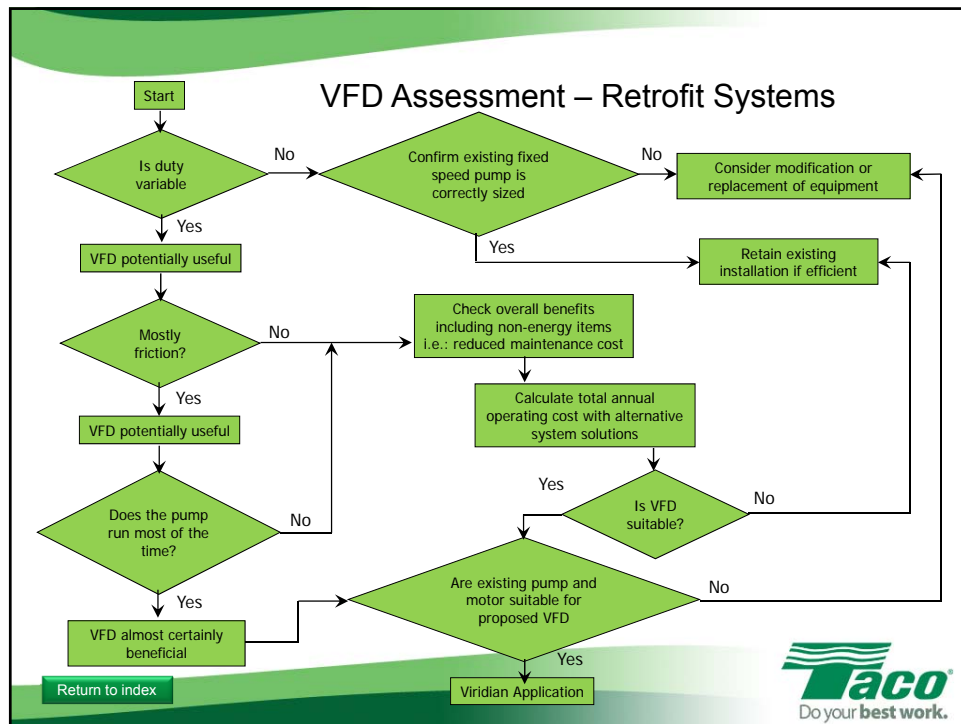 VFD Assessment – Retrofit Systems
Start
Is duty
variable
No
Confirm existing fixed
speed pump is
correctly sized
No
Consider modification or
replacement of equipment
Yes
Yes
VFD potentially useful
Retain existing
installation if efficient
Mostly
friction?
No
Check overall benefits
including non-energy items
i.e.: reduced maintenance cost
Yes
Calculate total annual
operating cost with alternative
system solutions
VFD potentially useful
Does the pump
run most of the
time?
No
Yes
Is VFD
suitable?
No
Yes
Are existing pump and
motor suitable for
proposed VFD
No
VFD almost certainly
beneficial
Yes
Viridian Application
Return to index
Taco
Do your best work.